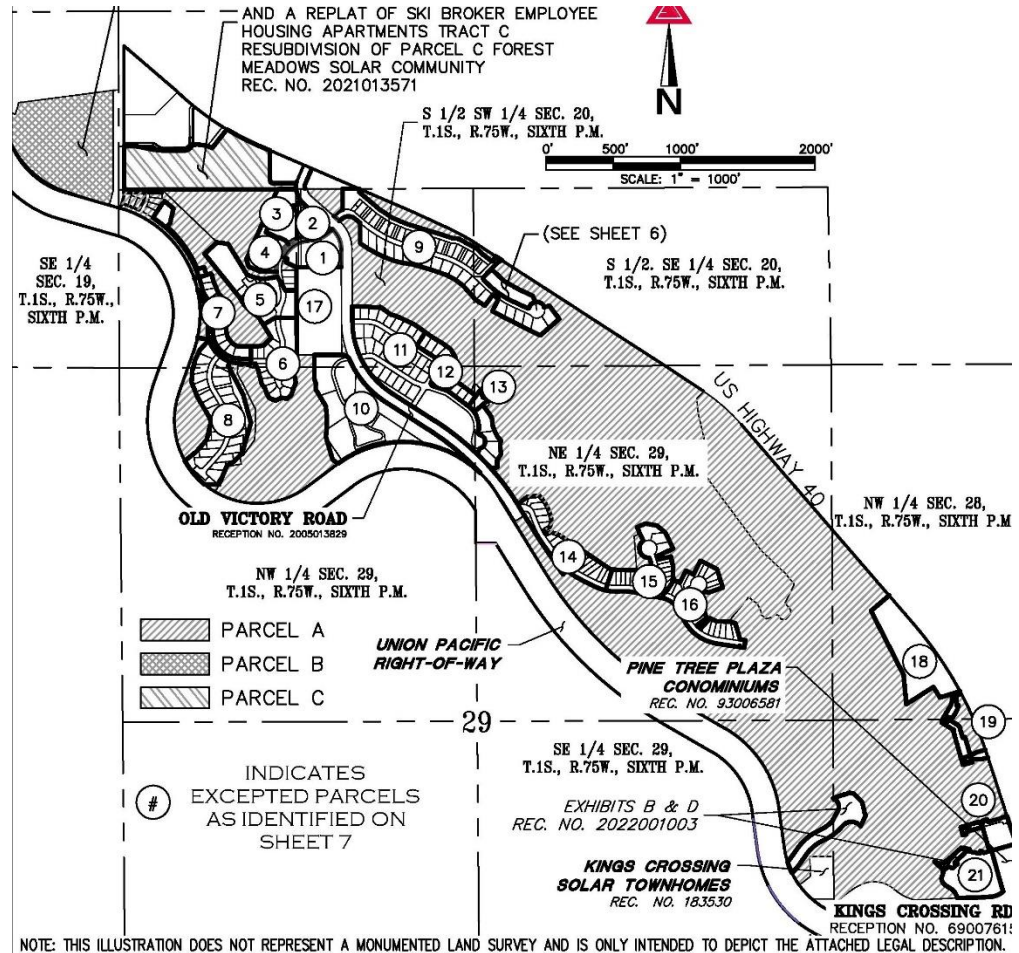 AND A REPLAT OF SKI BROKER EMPLOYEE
HOUSING APARTMENTS TRACT C
RESUBDIVISION OF PARCEL C FOREST
MEADOWS SOLAR COMMUNITY
REC. NO. 2021013571
N
S 1/2 SW 1/4 SEC. 20,
T.1S., R.75W., SIXTH P.M.
0' 500' 1000' 2000'
SCALE: 1" = 1000'
(SEE SHEET 6)
S 1/2. SE 1/4 SEC. 20,
T.1S., R.75W., SIXTH P.M.
SE 1/4
SEC. 19,
T.1S., R.75W.,
SIXTH P.M.
3
2
9
4
1
5
17
7
11
6
12
13
10
8
US HIGHWAY 40
NE 1/4 SEC. 29,
T.1S., R.75W., SIXTH P.M.
NW 1/4 SEC. 28,
T.1S., R.75W., SIXTH P.M
OLD VICTORY ROAD
RECEPTION NO. 2005013829
14
15
16
NW 1/4 SEC. 29,
T.1S., R.75W., SIXTH P.M.
PARCEL A
PARCEL B
PARCEL C
UNION PACIFIC
RIGHT-OF-WAY
18
PINE TREE PLAZA
CONOMINIUMS
REC. NO. 93006581
19
29
SE 1/4 SEC. 29,
T.1S., R.75W., SIXTH P.M.
#
INDICATES
EXCEPTED PARCELS
AS IDENTIFIED ON
SHEET 7
EXHIBITS B & D
REC. NO. 2022001003
20
KINGS CROSSING
SOLAR TOWNHOMES
REC. NO. 183530
21
KINGS CROSSING RD
RECEPTION NO. 69007615
NOTE: THIS ILLUSTRATION DOES NOT REPRESENT A MONUMENTED LAND SURVEY AND IS ONLY INTENDED TO DEPICT THE ATTACHED LEGAL DESCRIPTION.